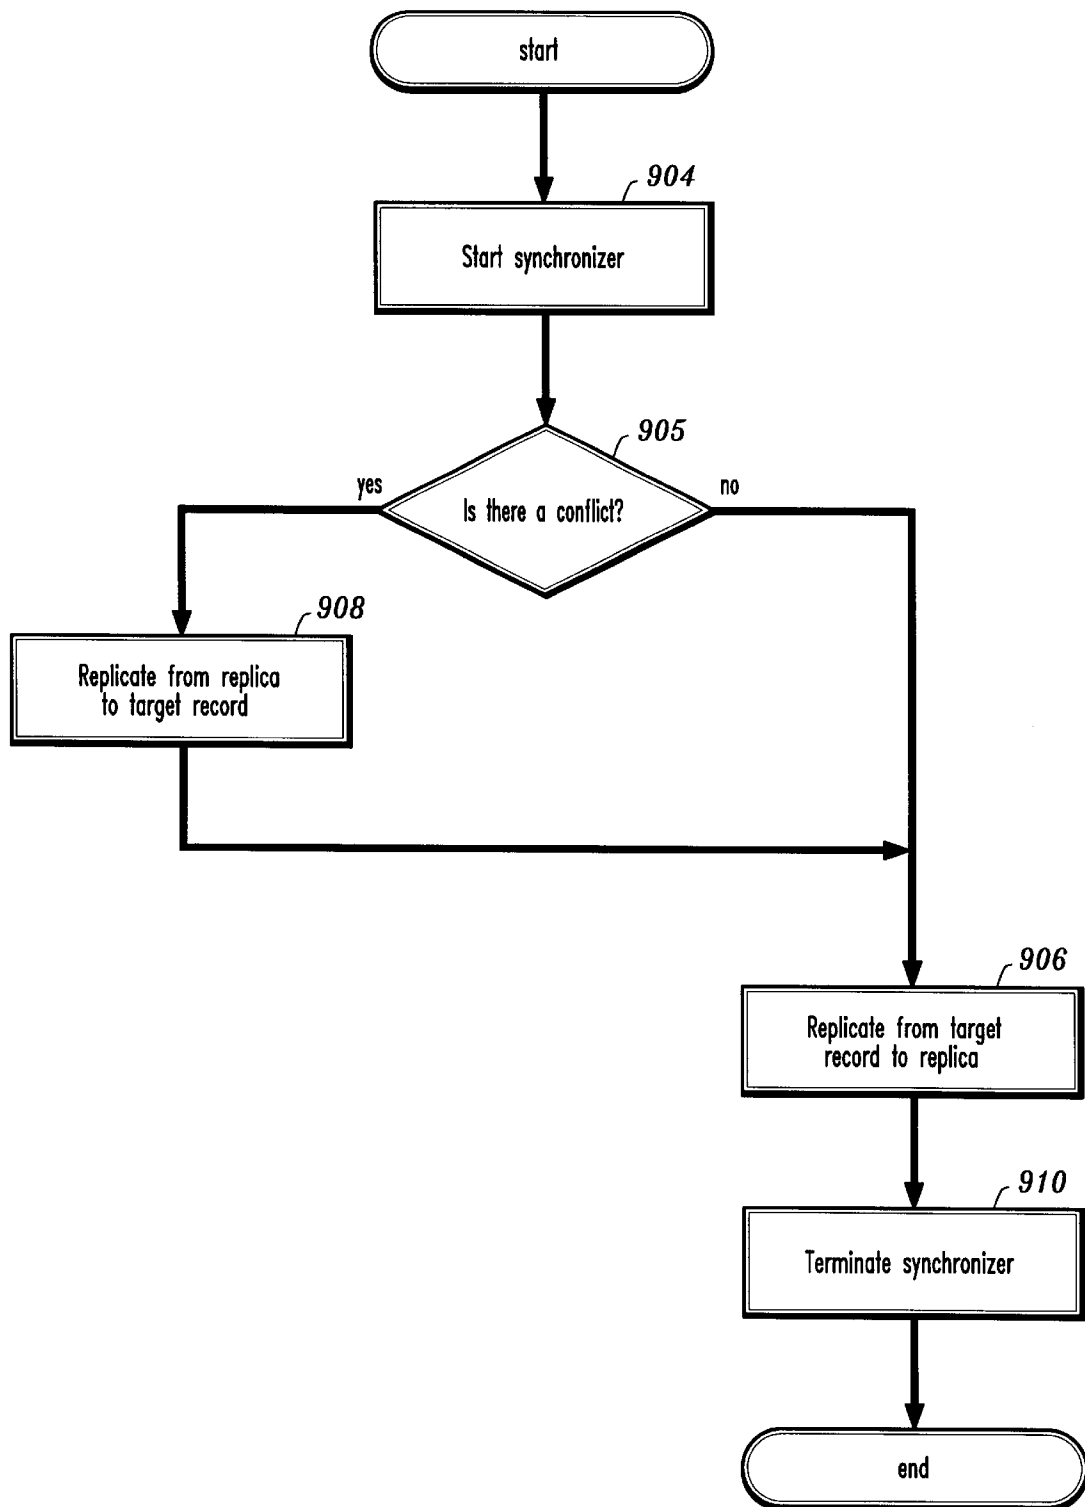 start
904
Start synchronizer
905
yes
no
Is there a conflict?
908
Replicate from replica
to target record
906
Replicate from target
record to replica
910
Terminate synchronizer
end